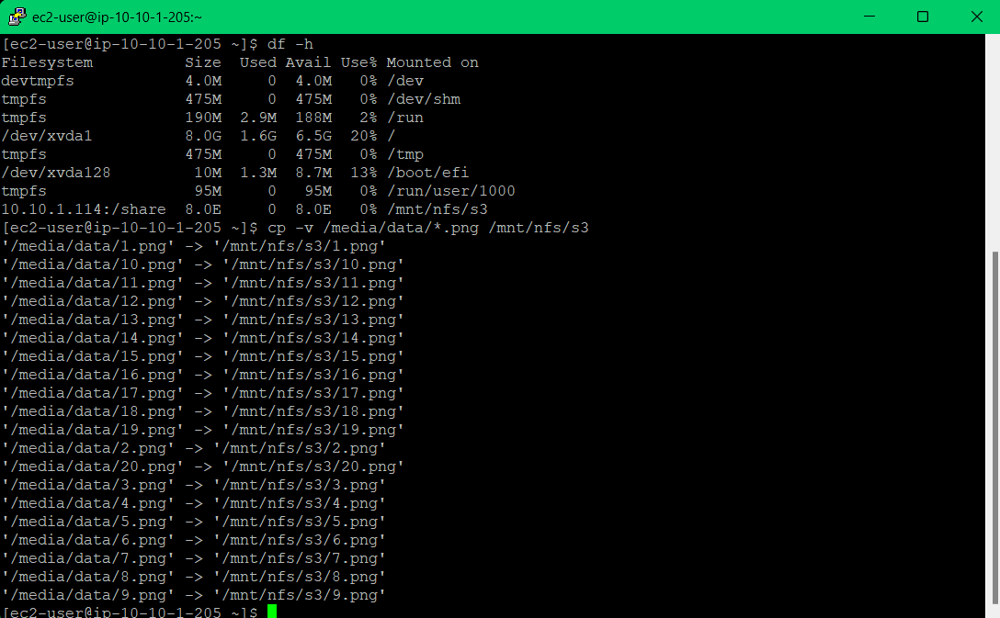 ec2-user@ip-10-10-1-205:~
[ec2-user@ip-10-10-1-205 ~]$ df -h
Filesystem          Size  Used Avail Use% Mounted on
devtmpfs            4.0M     0  4.0M   0% /dev
tmpfs               475M     0  475M   0% /dev/shm
tmpfs               190M  2.9M  188M   2% /run
/dev/xvda1          8.0G  1.6G  6.5G  20% /
tmpfs               475M     0  475M   0% /tmp
/dev/xvda128         10M  1.3M  8.7M  13% /boot/efi
tmpfs                95M     0   95M   0% /run/user/1000
10.10.1.114:/share  8.0E     0  8.0E   0% /mnt/nfs/s3
[ec2-user@ip-10-10-1-205 ~]$ cp -v /media/data/*.png /mnt/nfs/s3
'/media/data/1.png' -> '/mnt/nfs/s3/1.png'
'/media/data/10.png' -> '/mnt/nfs/s3/10.png'
'/media/data/11.png' -> '/mnt/nfs/s3/11.png'
'/media/data/12.png' -> '/mnt/nfs/s3/12.png'
'/media/data/13.png' -> '/mnt/nfs/s3/13.png'
'/media/data/14.png' -> '/mnt/nfs/s3/14.png'
'/media/data/15.png' -> '/mnt/nfs/s3/15.png'
'/media/data/16.png' -> '/mnt/nfs/s3/16.png'
'/media/data/17.png' -> '/mnt/nfs/s3/17.png'
'/media/data/18.png' -> '/mnt/nfs/s3/18.png'
'/media/data/19.png' -> '/mnt/nfs/s3/19.png'
'/media/data/2.png' -> '/mnt/nfs/s3/2.png'
'/media/data/20.png' -> '/mnt/nfs/s3/20.png'
'/media/data/3.png' -> '/mnt/nfs/s3/3.png'
'/media/data/4.png' -> '/mnt/nfs/s3/4.png'
'/media/data/5.png' -> '/mnt/nfs/s3/5.png'
'/media/data/6.png' -> '/mnt/nfs/s3/6.png'
'/media/data/7.png' -> '/mnt/nfs/s3/7.png'
'/media/data/8.png' -> '/mnt/nfs/s3/8.png'
'/media/data/9.png' -> '/mnt/nfs/s3/9.png'
[ec2-user@ip-10-10-1-205 ~]$